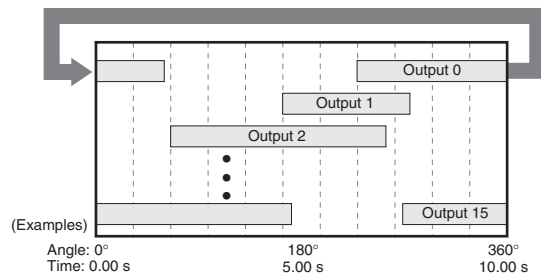 Output 0
Output 1
Output 2
Output 15
(Examples)
Angle: 0° 180° 360°
Time: 0.00 s 5.00 s 10.00 s